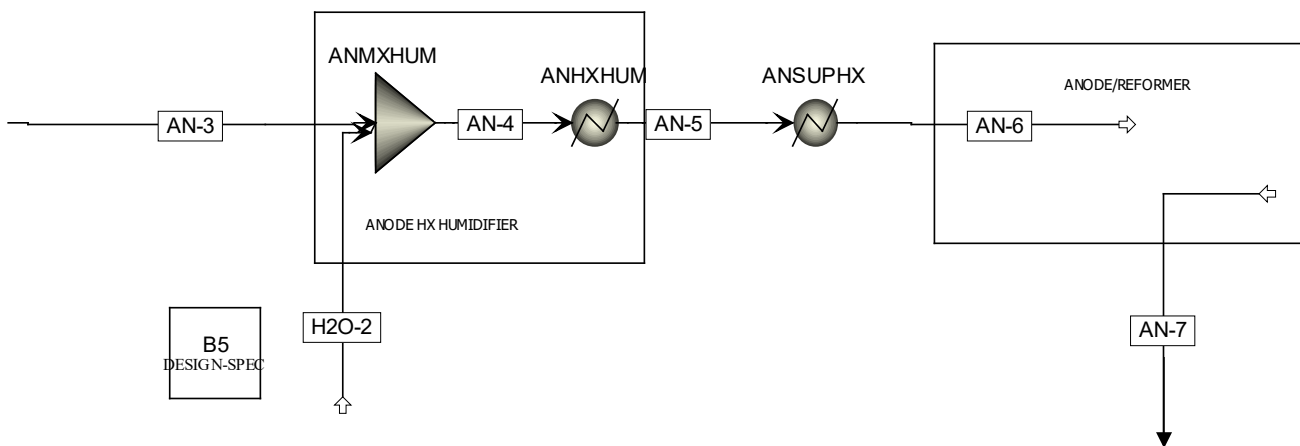 ANMXHUM
ANHXHUM
ANSUPHX
ANODE/REFORMER
AN-3
AN-4
AN-5
AN-6
ANODE HX HUMIDIFIER
H2O-2
B5
DESIGN-SPEC
AN-7